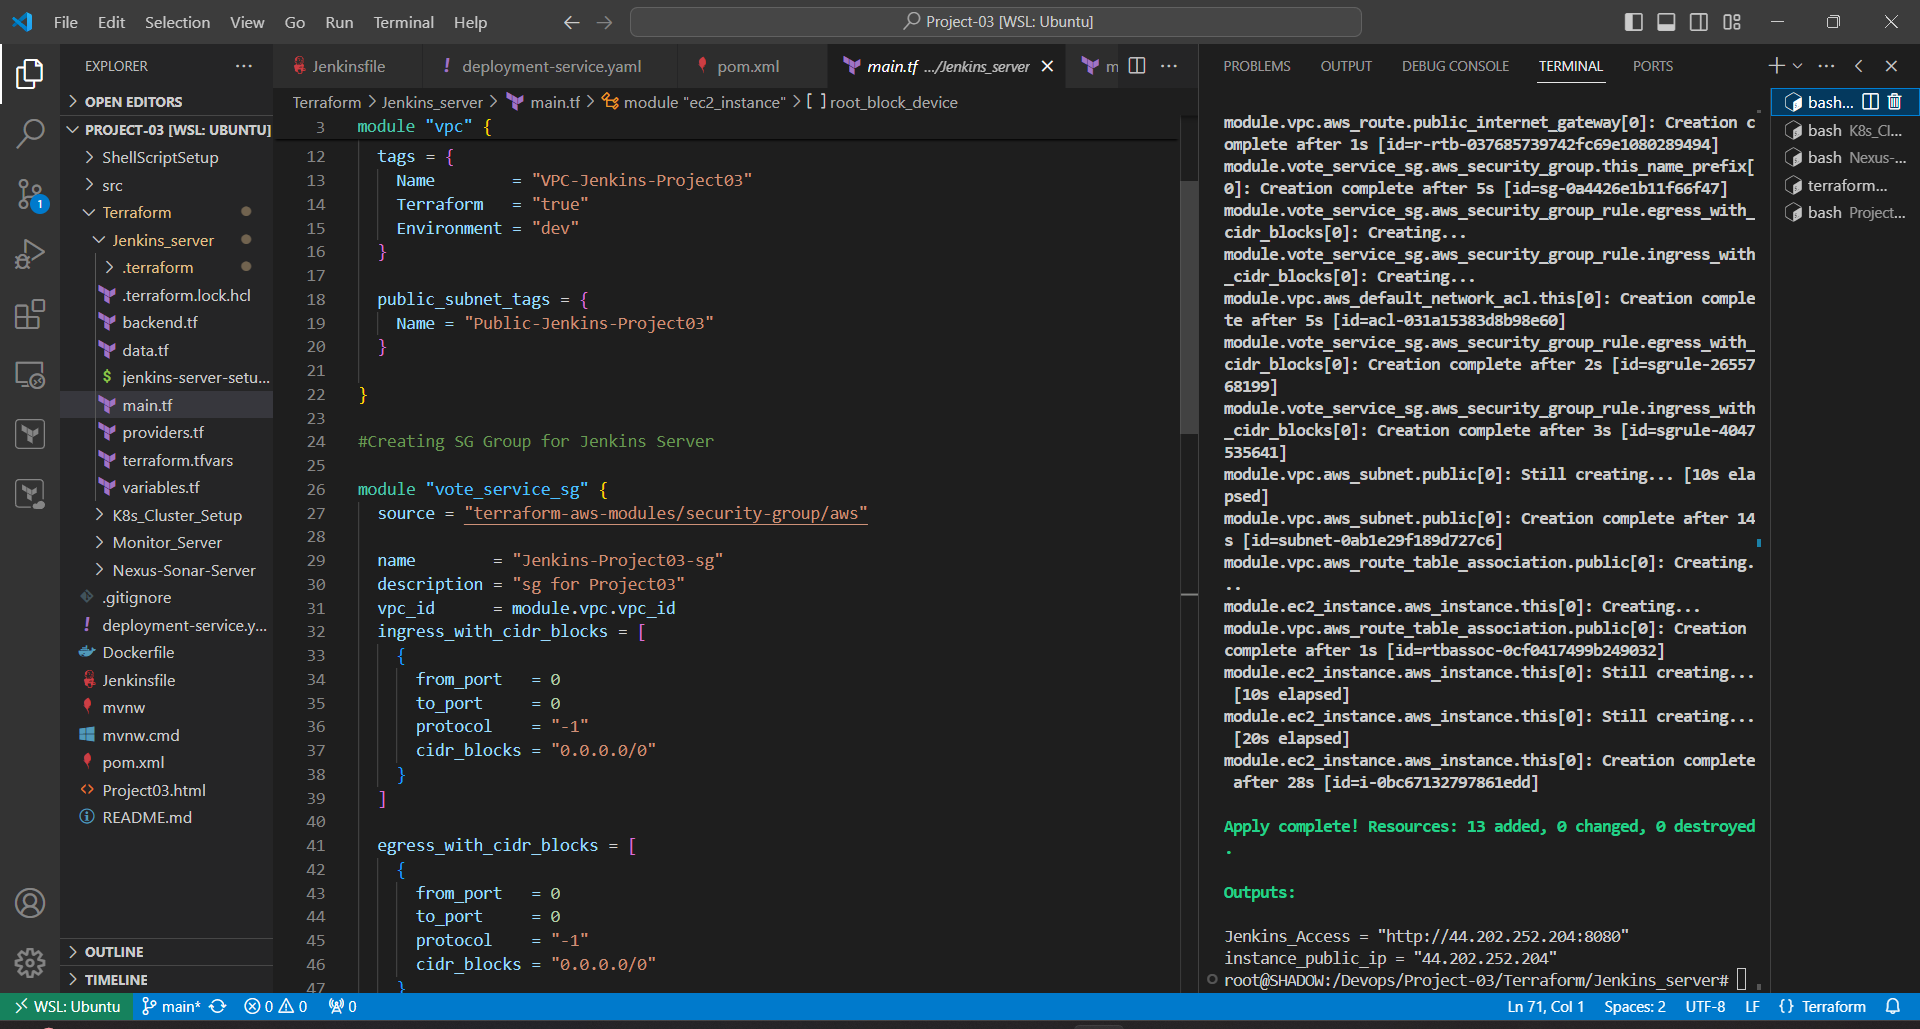 File Edit Selection View Go Run Terminal Help
Project-03 [WSL: Ubuntu]
EXPLORER
OPEN EDITORS
PROJECT-03 [WSL: UBUNTU]
ShellScriptSetup
src
Terraform
Jenkins_server
.terraform
.terraform.lock.hcl
backend.tf
data.tf
jenkins-server-setu...
main.tf
providers.tf
terraform.tfvars
variables.tf
K8s_Cluster_Setup
Monitor_Server
Nexus-Sonar-Server
.gitignore
deployment-service.y...
Dockerfile
Jenkinsfile
mvnw
mvnw.cmd
pom.xml
Project03.html
README.md
OUTLINE
TIMELINE
Jenkinsfile deployment-service.yaml pom.xml main.tf .../Jenkins_server m
Terraform > Jenkins_server > main.tf > module "ec2_instance" > [ ] root_block_device
3 module "vpc" {
12 tags = {
13 Name = "VPC-Jenkins-Project03"
14 Terraform = "true"
15 Environment = "dev"
16 }
17
18 public_subnet_tags = {
19 Name = "Public-Jenkins-Project03"
20 }
21
22 }
23
24 #Creating SG Group for Jenkins Server
25
26 module "vote_service_sg" {
27 source = "terraform-aws-modules/security-group/aws"
28
29 name = "Jenkins-Project03-sg"
30 description = "sg for Project03"
31 vpc_id = module.vpc.vpc_id
32 ingress_with_cidr_blocks = [
33 {
34 from_port = 0
35 to_port = 0
36 protocol = "-1"
37 cidr_blocks = "0.0.0.0/0"
38 }
39 ]
40
41 egress_with_cidr_blocks = [
42 {
43 from_port = 0
44 to_port = 0
45 protocol = "-1"
46 cidr_blocks = "0.0.0.0/0"
47 }
PROBLEMS OUTPUT DEBUG CONSOLE TERMINAL PORTS
module.vpc.aws_route.public_internet_gateway[0]: Creation c
omplete after 1s [id=r-rtb-037685739742fc69e1080289494]
module.vote_service_sg.aws_security_group.this_name_prefix[
0]: Creation complete after 5s [id=sg-0a4426e1b11f66f47]
module.vote_service_sg.aws_security_group_rule.egress_with_
cidr_blocks[0]: Creating...
module.vote_service_sg.aws_security_group_rule.ingress_with
_cidr_blocks[0]: Creating...
module.vpc.aws_default_network_acl.this[0]: Creation comple
te after 5s [id=acl-031a15383d8b98e60]
module.vote_service_sg.aws_security_group_rule.egress_with_
cidr_blocks[0]: Creation complete after 2s [id=sgrule-26557
68199]
module.vote_service_sg.aws_security_group_rule.ingress_with
_cidr_blocks[0]: Creation complete after 3s [id=sgrule-4047
535641]
module.vpc.aws_subnet.public[0]: Still creating... [10s ela
psed]
module.vpc.aws_subnet.public[0]: Creation complete after 14
s [id=subnet-0ab1e29f189d727c6]
module.vpc.aws_route_table_association.public[0]: Creating.
..
module.ec2_instance.aws_instance.this[0]: Creating...
module.vpc.aws_route_table_association.public[0]: Creation
complete after 1s [id=rtbassoc-0cf0417499b249032]
module.ec2_instance.aws_instance.this[0]: Still creating...
[10s elapsed]
module.ec2_instance.aws_instance.this[0]: Still creating...
[20s elapsed]
module.ec2_instance.aws_instance.this[0]: Creation complete
after 28s [id=i-0bc67132797861edd]
Apply complete! Resources: 13 added, 0 changed, 0 destroyed
.
Outputs:
Jenkins_Access = "http://44.202.252.204:8080"
instance_public_ip = "44.202.252.204"
root@SHADOW:/Devops/Project-03/Terraform/Jenkins_server#
bash...
bash K8s_Cl...
bash Nexus-...
terraform...
bash Project...
1
WSL: Ubuntu main* 0 0 0 Ln 71, Col 1 Spaces: 2 UTF-8 LF {} Terraform